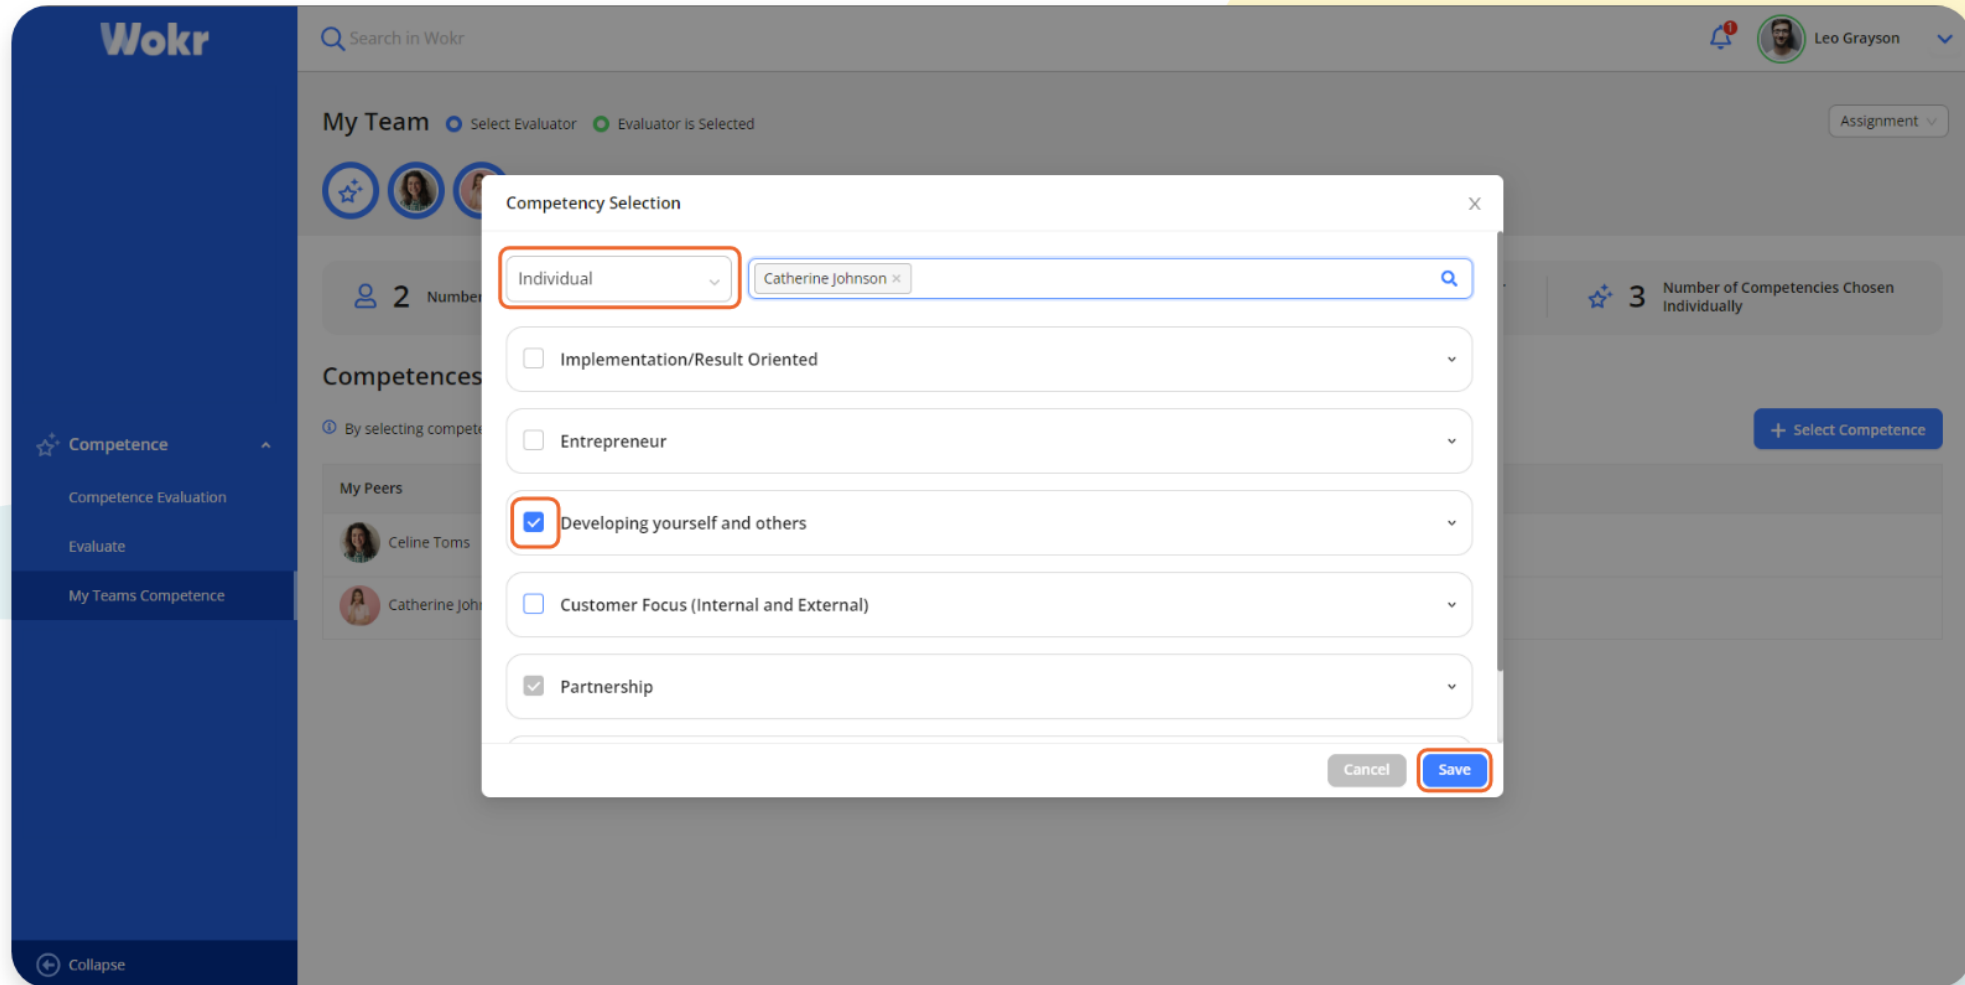 Wokr
Search in Wokr
1
Leo Grayson
My Team
Select Evaluator
Evaluator is Selected
Assignment
Competency Selection
Individual
Catherine Johnson
2
3
Number of Competencies Chosen
Individually
Implementation/Result Oriented
Competences
Entrepreneur
By selecting
+ Select Competence
Competence
Competence Evaluation
Evaluate
My Teams Competence
My Peers
Developing yourself and others
Celine Toms
Customer Focus (Internal and External)
Catherine
Partnership
Cancel
Save
Collapse